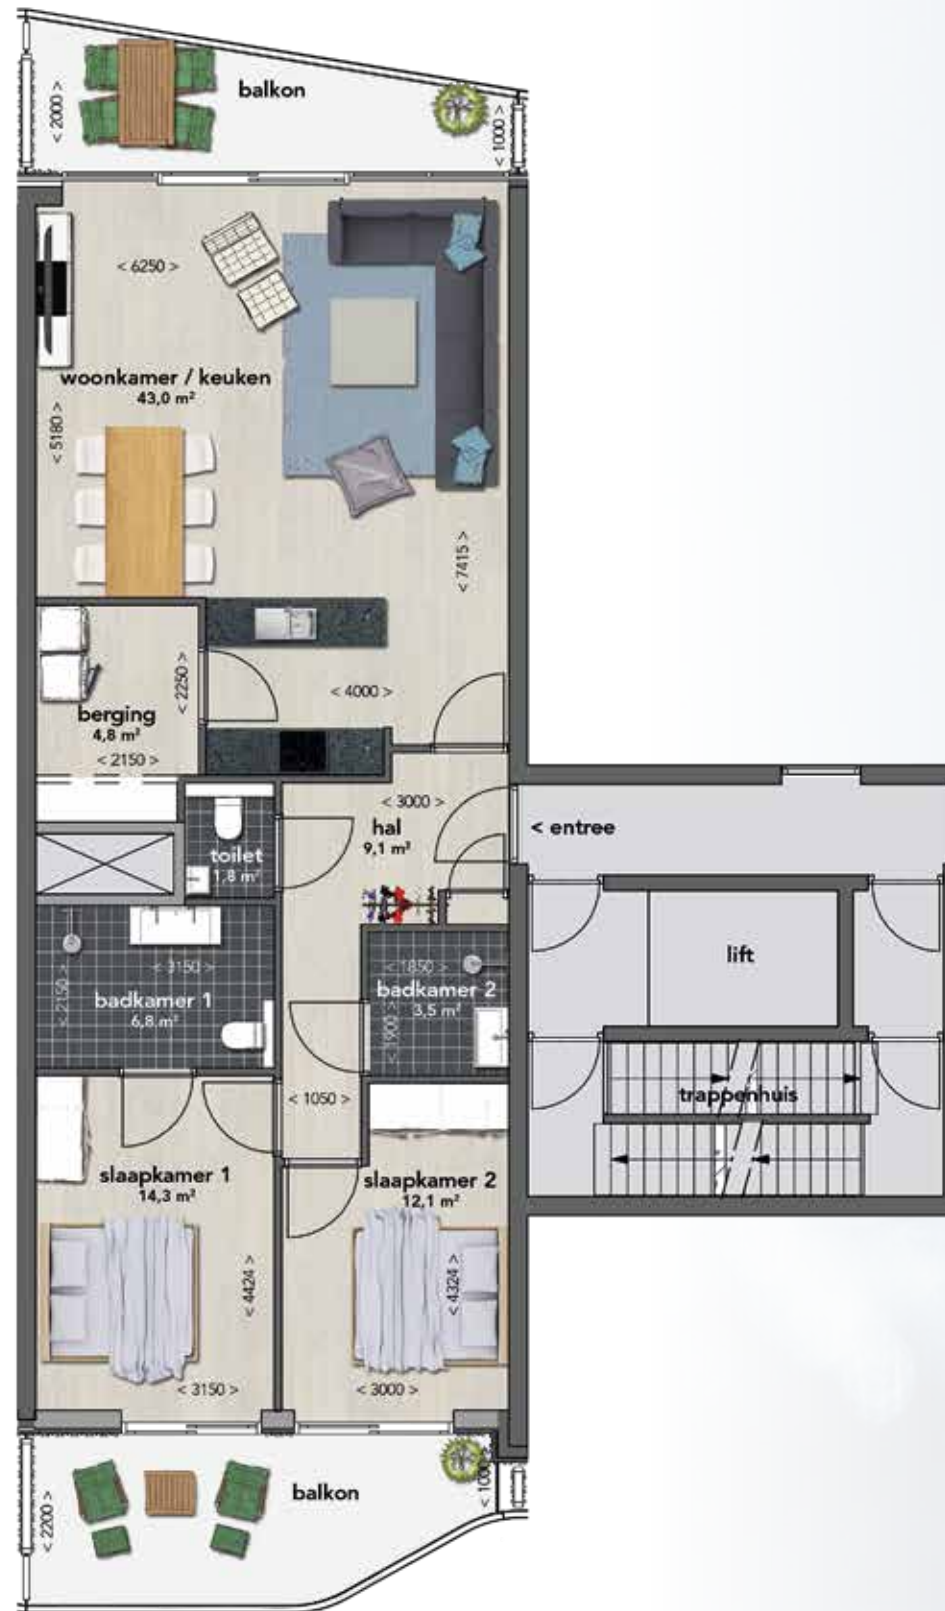 balkon
< 2000 >
< 1000 >
< 6250 >
woonkamer / keuken
43,0 m²
< 5180 >
< 7415 >
< 2250 >
< 4000 >
berging
4,8 m²
< 2150 >
< 3000 >
hal
9,1 m²
< entree
toilet
1,8 m²
lift
< 3150 >
< 2150 >
badkamer 1
6,8 m²
< 1850 >
badkamer 2
3,5 m²
< 1900 >
< 1050 >
trappenhuis
slaapkamer 1
14,3 m²
slaapkamer 2
12,1 m²
< 4424 >
< 4324 >
< 3150 >
< 3000 >
balkon
< 2200 >
< 1000 >